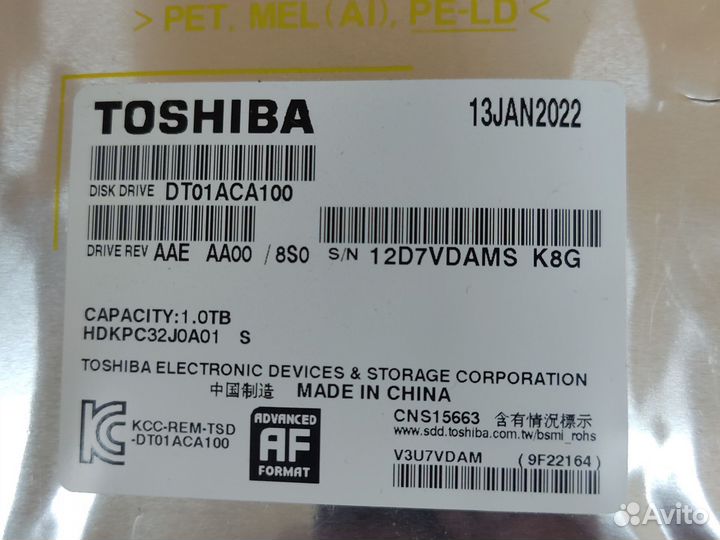 > PET, MEL(Al), PE-LD <
TOSHIBA 13JAN2022
DISK DRIVE DT01ACA100
DRIVE REV AAE AA00 / 8S0 S/N 12D7VDAMS K8G
CAPACITY:1.0TB
HDKPC32J0A01 S
TOSHIBA ELECTRONIC DEVICES & STORAGE CORPORATION
中国制造 MADE IN CHINA
KCC-REM-TSD
-DT01ACA100
ADVANCED
AF
FORMAT
CNS15663 含有情況標示
www.sdd.toshiba.com.tw/bsmi_rohs
V3U7VDAM (9F22164)
Avito